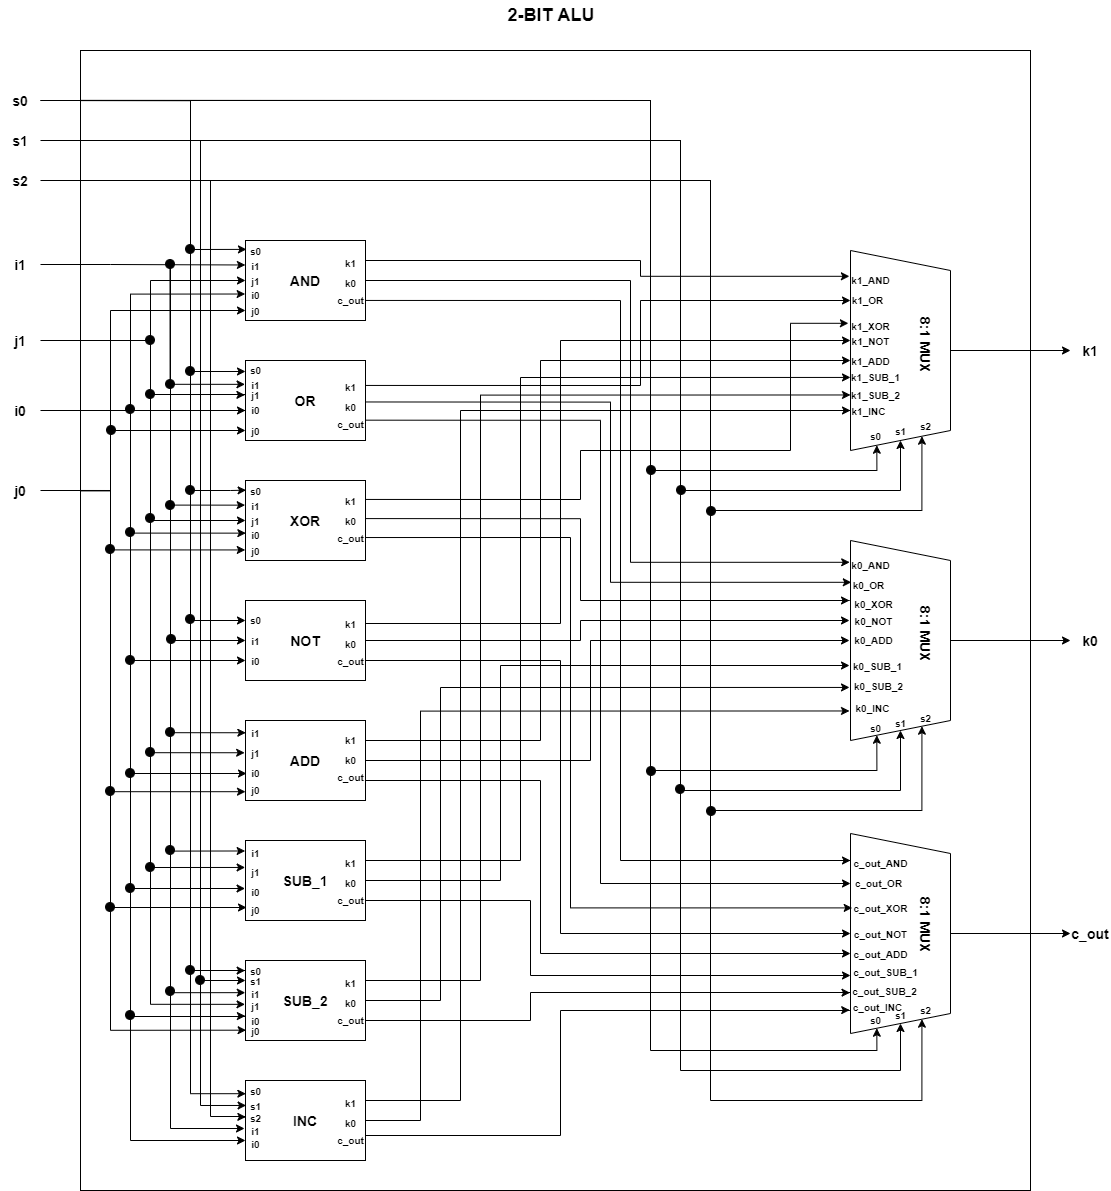 2-BIT ALU
s0
s1
s2
i1
j1
i0
j0
s0
i1
j1
i0
j0
AND
k1
k0
c_out
s0
i1
j1
i0
j0
OR
k1
k0
c_out
s0
i1
j1
i0
j0
XOR
k1
k0
c_out
s0
i1
i0
NOT
k1
k0
c_out
i1
j1
i0
j0
ADD
k1
k0
c_out
i1
j1
i0
j0
SUB_1
k1
k0
c_out
s0
s1
i1
j1
i0
j0
SUB_2
k1
k0
c_out
s0
s1
s2
i1
i0
INC
k1
k0
c_out
k1_AND
k1_OR
k1_XOR
k1_NOT
k1_ADD
k1_SUB_1
k1_SUB_2
k1_INC
8:1 MUX
s0
s1
s2
k1
k0_AND
k0_OR
k0_XOR
k0_NOT
k0_ADD
k0_SUB_1
k0_SUB_2
k0_INC
8:1 MUX
s0
s1
s2
k0
c_out_AND
c_out_OR
c_out_XOR
c_out_NOT
c_out_ADD
c_out_SUB_1
c_out_SUB_2
c_out_INC
8:1 MUX
s0
s1
s2
c_out